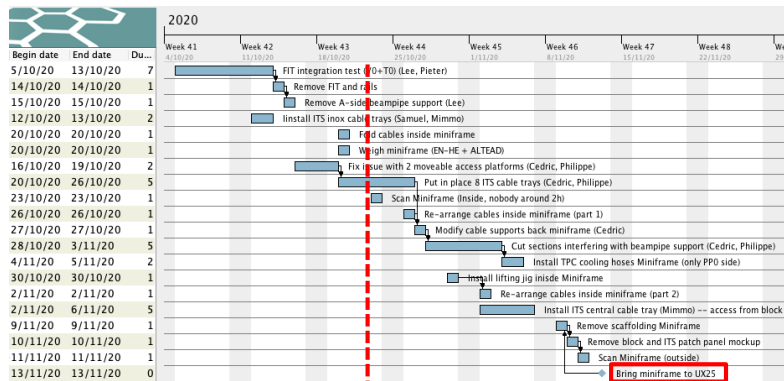 2020
Week 41 Week 42 Week 43 Week 44 Week 45 Week 46 Week 47 Week 48
Begin date End date Du... 4/10/20 11/10/20 18/10/20 25/10/20 1/11/20 8/11/20 15/11/20 22/11/20 29
5/10/20 13/10/20 7 FIT integration test (V0+T0) (Lee, Pieter)
14/10/20 14/10/20 1 Remove FIT and rails
15/10/20 15/10/20 1 Remove A-side beampipe support (Lee)
12/10/20 13/10/20 2 Iinstall ITS inox cable trays (Samuel, Mimmo)
20/10/20 20/10/20 1 Fold cables inside miniframe
20/10/20 20/10/20 1 Weigh miniframe (EN-HE + ALTEAD)
16/10/20 19/10/20 2 Fix issue with 2 moveable access platforms (Cedric, Philippe)
20/10/20 26/10/20 5 Put in place 8 ITS cable trays (Cedric, Philippe)
23/10/20 23/10/20 1 Scan Miniframe (Inside, nobody around 2h)
26/10/20 26/10/20 1 Re-arrange cables inside miniframe (part 1)
27/10/20 27/10/20 1 Modify cable supports back miniframe (Cedric)
28/10/20 3/11/20 5 Cut sections interfering with beampipe support (Cedric, Philippe)
4/11/20 5/11/20 2 Install TPC cooling hoses Miniframe (only PP0 side)
30/10/20 30/10/20 1 Install lifting jig inisde Miniframe
2/11/20 2/11/20 1 Re-arrange cables inside miniframe (part 2)
2/11/20 6/11/20 5 Install ITS central cable tray (Mimmo) -- access from block
9/11/20 9/11/20 1 Remove scaffolding Miniframe
10/11/20 10/11/20 1 Remove block and ITS patch panel mockup
11/11/20 11/11/20 1 Scan Miniframe (outside)
13/11/20 13/11/20 0 Bring miniframe to UX25